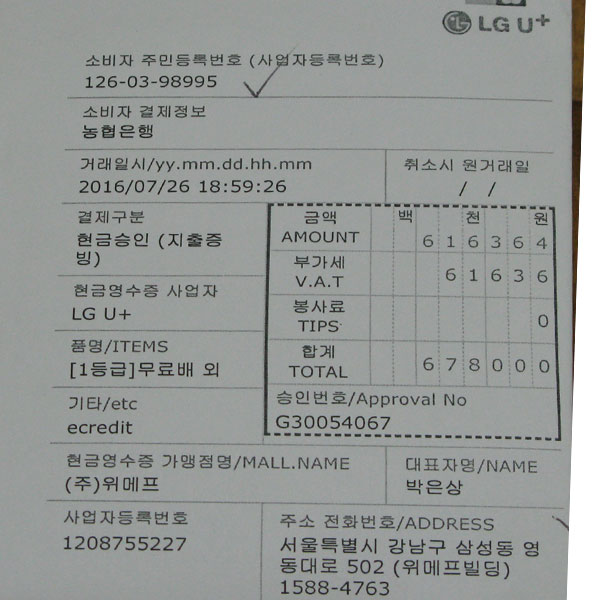 LG U+
소비자 주민등록번호 (사업자등록번호)
126-03-98995
소비자 결제정보
농협은행
거래일시/yy.mm.dd.hh.mm
2016/07/26 18:59:26
취소시 원거래일
/ /
결제구분
현금승인 (지출증
빙)
현금영수증 사업자
LG U+
품명/ITEMS
[1등급]무료배 외
기타/etc
ecredit
금액 백 천 원
AMOUNT 6 1 6 3 6 4
부가세
V.A.T 6 1 6 3 6
봉사료
TIPS 0
합계
TOTAL 6 7 8 0 0 0
승인번호/Approval No
G30054067
현금영수증 가맹점명/MALL.NAME
(주)위메프
대표자명/NAME
박은상
사업자등록번호
1208755227
주소 전화번호/ADDRESS
서울특별시 강남구 삼성동 영
동대로 502 (위메프빌딩)
1588-4763